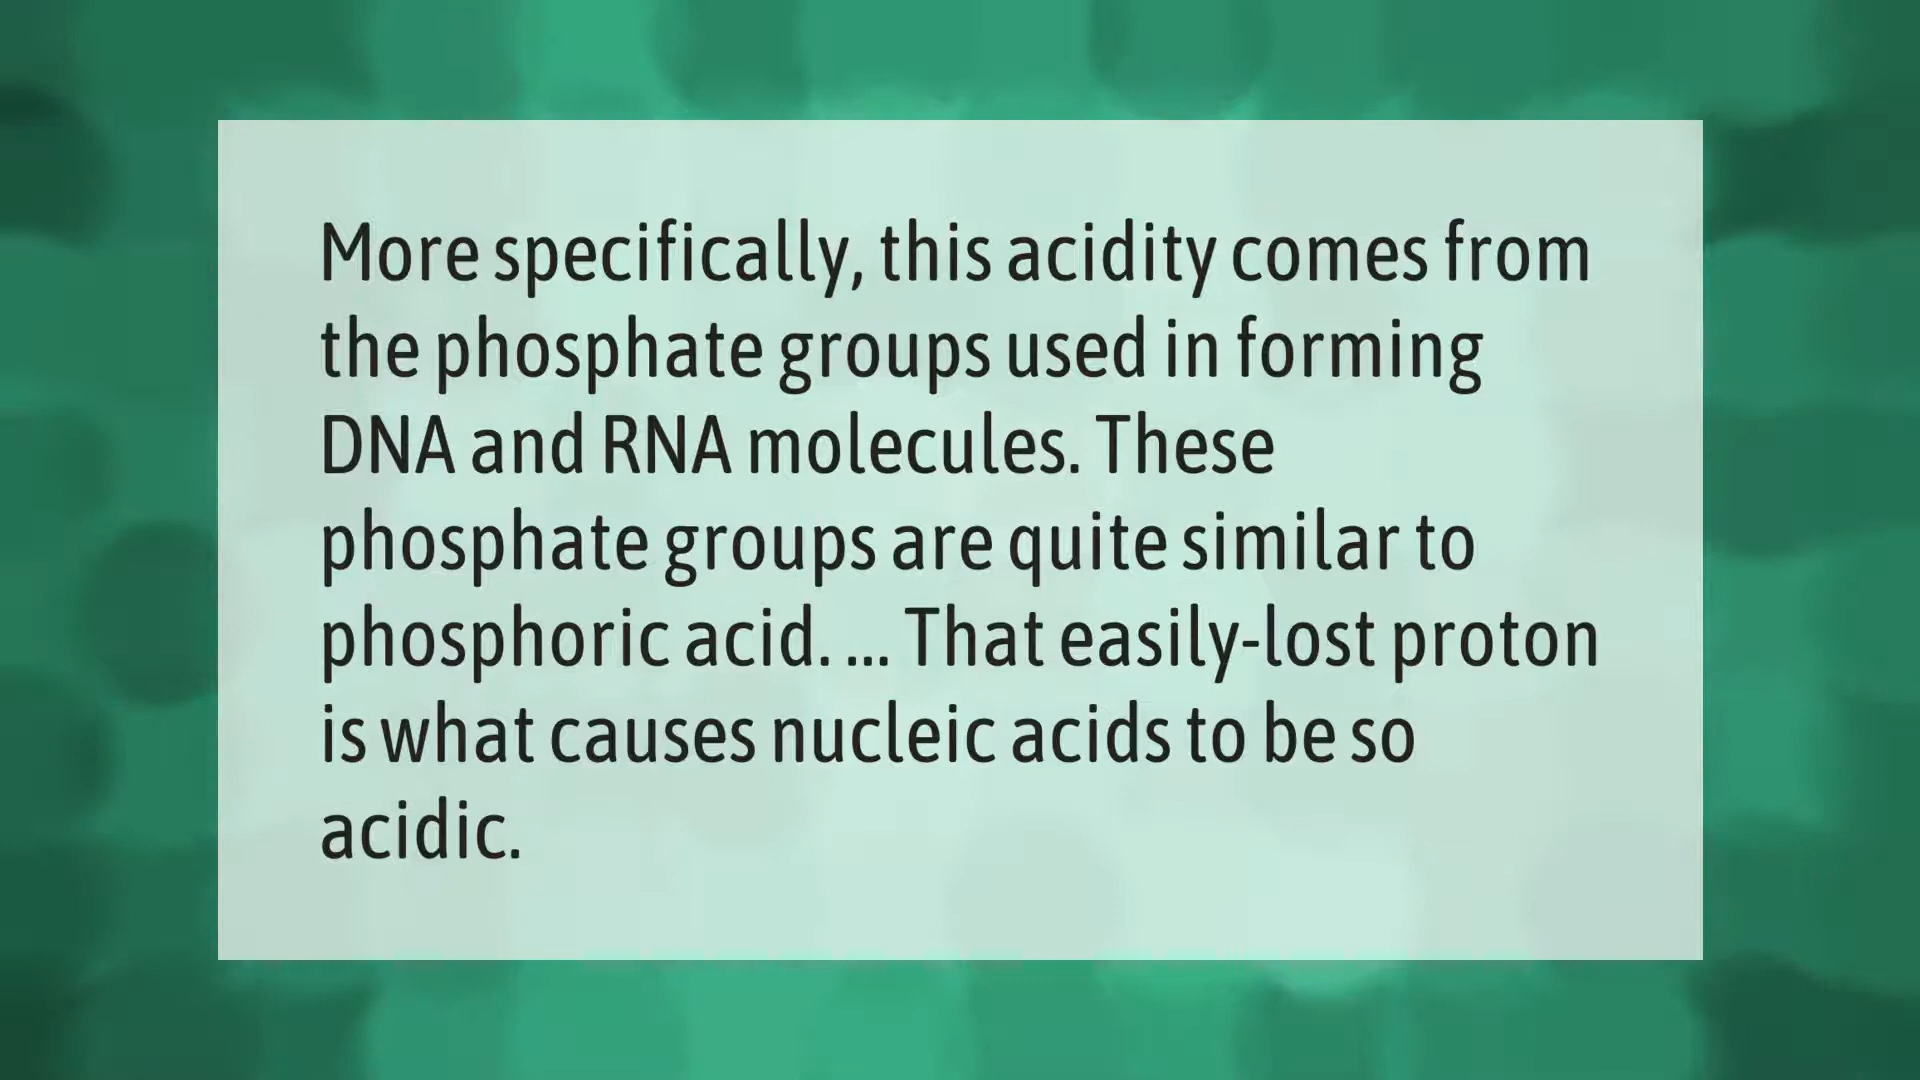 More specifically, this acidity comes from
the phosphate groups used in forming
DNA and RNA molecules. These
phosphate groups are quite similar to
phosphoric acid. ... That easily-lost proton
is what causes nucleic acids to be so
acidic.